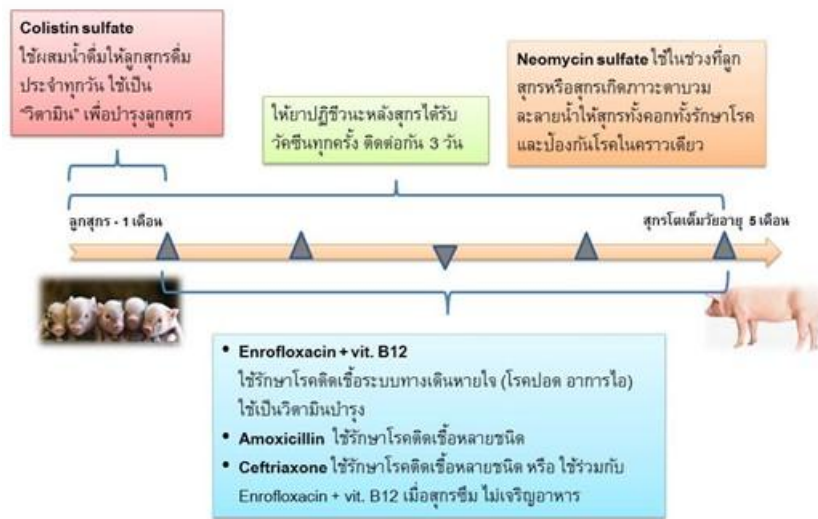 Colistin sulfate
ใช้ผสมน้ำดื่มให้ลูกสุกรดื่ม
ประจำทุกวัน ใช้เป็น
"วิตามิน" เพื่อบำรุงลูกสุกร
ให้ยาปฏิชีวนะหลังสุกรได้รับ
วัคซีนทุกครั้ง ติดต่อกัน 3 วัน
Neomycin sulfate ใช้ในช่วงที่ลูก
สุกรหรือสุกรเกิดภาวะตาบวม
ละลายน้ำให้สุกรทั้งคอกทั้งรักษาโรค
และป้องกันโรคในคราวเดียว
ลูกสุกร - 1 เดือน
สุกรโตเต็มวัยอายุ 5 เดือน
• Enrofloxacin + vit. B12
ใช้รักษาโรคติดเชื้อระบบทางเดินหายใจ (โรคปอด อาการไอ)
ใช้เป็นวิตามินบำรุง
• Amoxicillin ใช้รักษาโรคติดเชื้อหลายชนิด
• Ceftriaxone ใช้รักษาโรคติดเชื้อหลายชนิด หรือ ใช้ร่วมกับ
Enrofloxacin + vit. B12 เมื่อสุกรซึม ไม่เจริญอาหาร